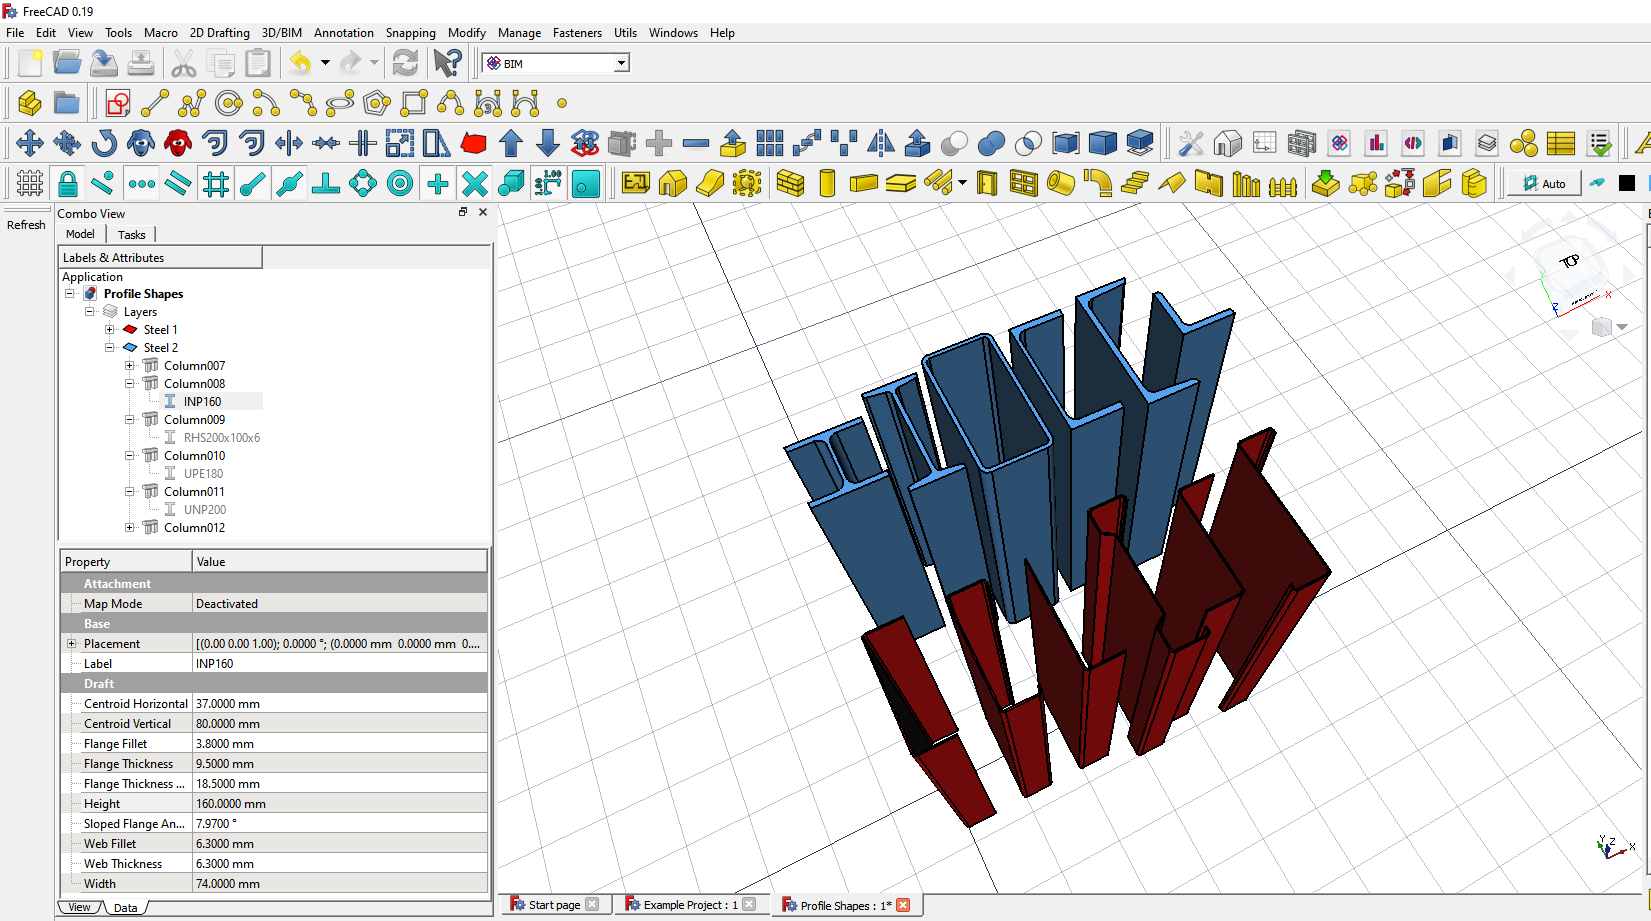 FreeCAD 0.19
File Edit View Tools Macro 2D Drafting 3D/BIM Annotation Snapping Modify Manage Fasteners Utils Windows Help
BIM
Auto
Refresh
Combo View
Model Tasks
Labels & Attributes
Application
Profile Shapes
Layers
Steel 1
Steel 2
Column007
Column008
INP160
Column009
RHS200x100x6
Column010
UPE180
Column011
UNP200
Column012
Property Value
Attachment
Map Mode Deactivated
Base
Placement [(0.00 0.00 1.00); 0.0000 °; (0.0000 mm 0.0000 mm 0....
Label INP160
Draft
Centroid Horizontal 37.0000 mm
Centroid Vertical 80.0000 mm
Flange Fillet 3.8000 mm
Flange Thickness 9.5000 mm
Flange Thickness ... 18.5000 mm
Height 160.0000 mm
Sloped Flange An... 7.9700 °
Web Fillet 6.3000 mm
Web Thickness 6.3000 mm
Width 74.0000 mm
View Data
TOP
Y
X
Z
Y
Z
X
Start page Example Project : 1 Profile Shapes : 1*